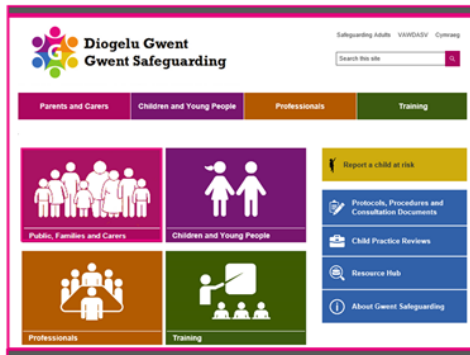 Safeguarding Adults VAWDASV Cymraeg
Diogelu Gwent
Gwent Safeguarding
Search this site
Parents and Carers Children and Young People Professionals Training
Public, Families and Carers
Children and Young People
Professionals
Training
Report a child at risk
Protocols, Procedures and
Consultation Documents
Child Practice Reviews
Resource Hub
About Gwent Safeguarding